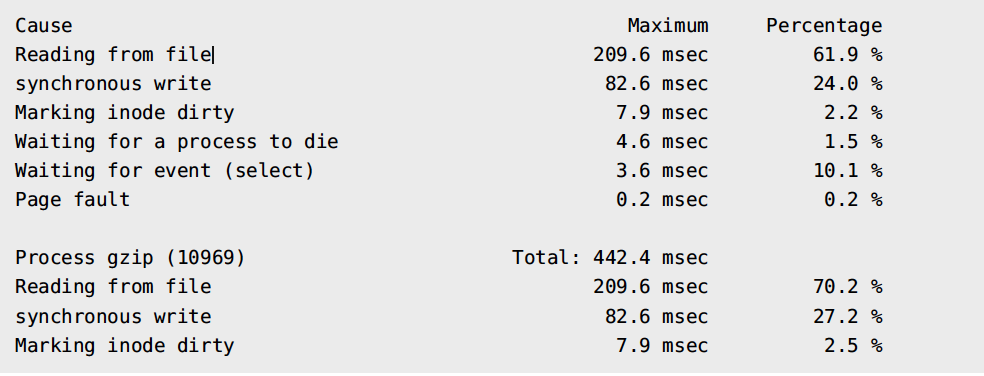 Cause Maximum Percentage
Reading from file 209.6 msec 61.9 %
synchronous write 82.6 msec 24.0 %
Marking inode dirty 7.9 msec 2.2 %
Waiting for a process to die 4.6 msec 1.5 %
Waiting for event (select) 3.6 msec 10.1 %
Page fault 0.2 msec 0.2 %
Process gzip (10969) Total: 442.4 msec
Reading from file 209.6 msec 70.2 %
synchronous write 82.6 msec 27.2 %
Marking inode dirty 7.9 msec 2.5 %